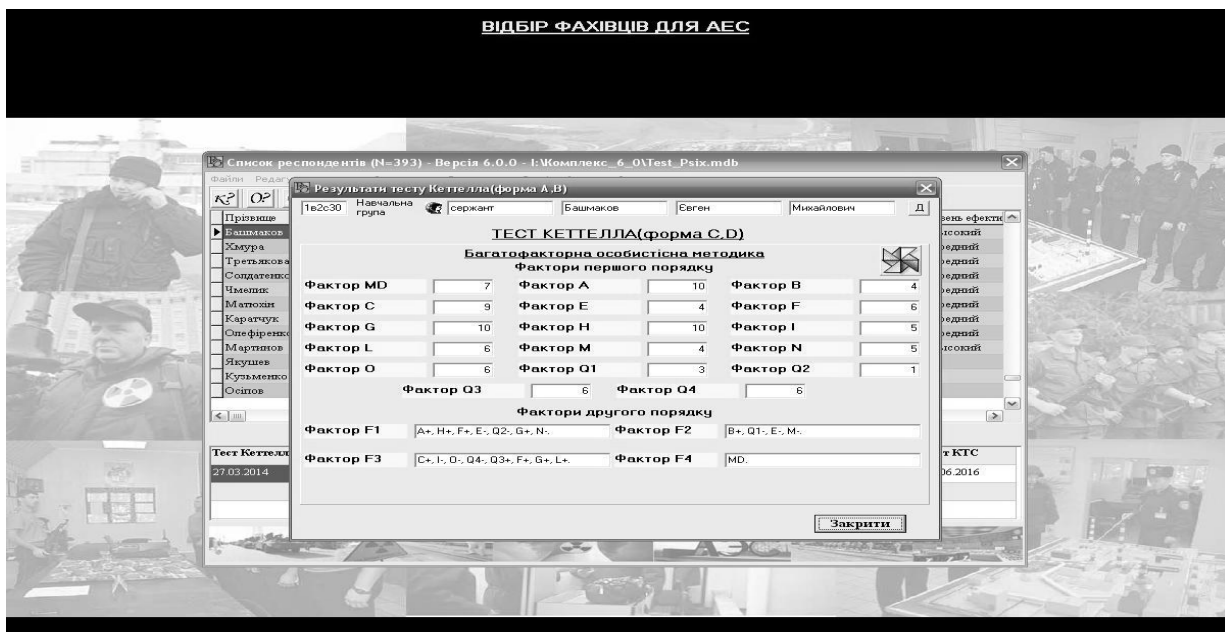 ВІДБІР ФАХІВЦІВ ДЛЯ АЕС
Список респондентів (N=393) - Версія 6.0.0 - I:\Комплекс_6_0\Test_Psix.mdb
Файли
К? О?
Результати тесту Кеттелла(форма А,В)
1в2с30 Навчальна група сержант Башмаков Євген Михайлович Д
ТЕСТ КЕТТЕЛЛА(форма С,D)
Багатофакторна особистісна методика
Фактори першого порядку
Фактор MD 7 Фактор А 10 Фактор В 4
Фактор С 9 Фактор Е 4 Фактор F 6
Фактор G 10 Фактор Н 10 Фактор І 5
Фактор L 6 Фактор М 4 Фактор N 5
Фактор О 6 Фактор Q1 3 Фактор Q2 1
Фактор Q3 6 Фактор Q4 6
Фактори другого порядку
Фактор F1 A+, H+, F+, E-, Q2-, G+, N-. Фактор F2 B+, Q1-, E-, M-.
Фактор F3 C+, I-, O-, Q4-, Q3+, F+, G+, L+. Фактор F4 MD.
Закрити
Прізвище
Башмаков
Хмура
Третьякова
Солдатенко
Чмелик
Матюхін
Каратчук
Олефіренко
Мартинов
Якушев
Кузьменко
Осіпов
Тест Кеттелл
27.03.2014
КТС
06.2016
АЭС